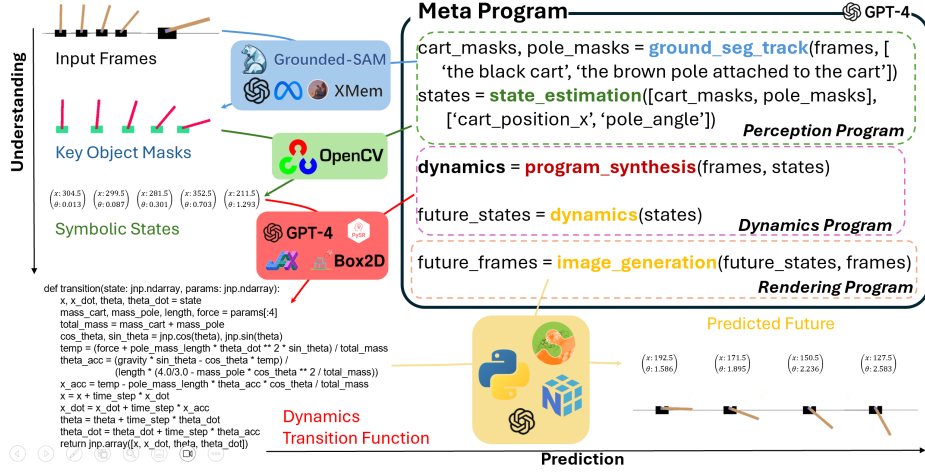 Meta Program
GPT-4
Understanding
Input Frames
Grounded-SAM
XMem
Key Object Masks
OpenCV
x: 304.5
θ: 0.013
x: 299.5
θ: 0.087
x: 281.5
θ: 0.301
x: 352.5
θ: 0.703
x: 211.5
θ: 1.293
Symbolic States
GPT-4
PySR
Box2D
cart_masks, pole_masks = ground_seg_track(frames, [
'the black cart', 'the brown pole attached to the cart'])
states = state_estimation([cart_masks, pole_masks],
['cart_position_x', 'pole_angle'])
Perception Program
dynamics = program_synthesis(frames, states)
future_states = dynamics(states)
Dynamics Program
future_frames = image_generation(future_states, frames)
Rendering Program
def transition(state: jnp.ndarray, params: jnp.ndarray):
x, x_dot, theta, theta_dot = state
mass_cart, mass_pole, length, force = params[:4]
total_mass = mass_cart + mass_pole
cos_theta, sin_theta = jnp.cos(theta), jnp.sin(theta)
temp = (force + pole_mass_length * theta_dot ** 2 * sin_theta) / total_mass
theta_acc = (gravity * sin_theta - cos_theta * temp) /
(length * (4.0/3.0 - mass_pole * cos_theta ** 2 / total_mass))
x_acc = temp - pole_mass_length * theta_acc * cos_theta / total_mass
x = x + time_step * x_dot
x_dot = x_dot + time_step * x_acc
theta = theta + time_step * theta_dot
theta_dot = theta_dot + time_step * theta_acc
return jnp.array([x, x_dot, theta, theta_dot])
Dynamics
Transition Function
Predicted Future
x: 192.5
θ: 1.586
x: 171.5
θ: 1.895
x: 150.5
θ: 2.236
x: 127.5
θ: 2.583
Prediction